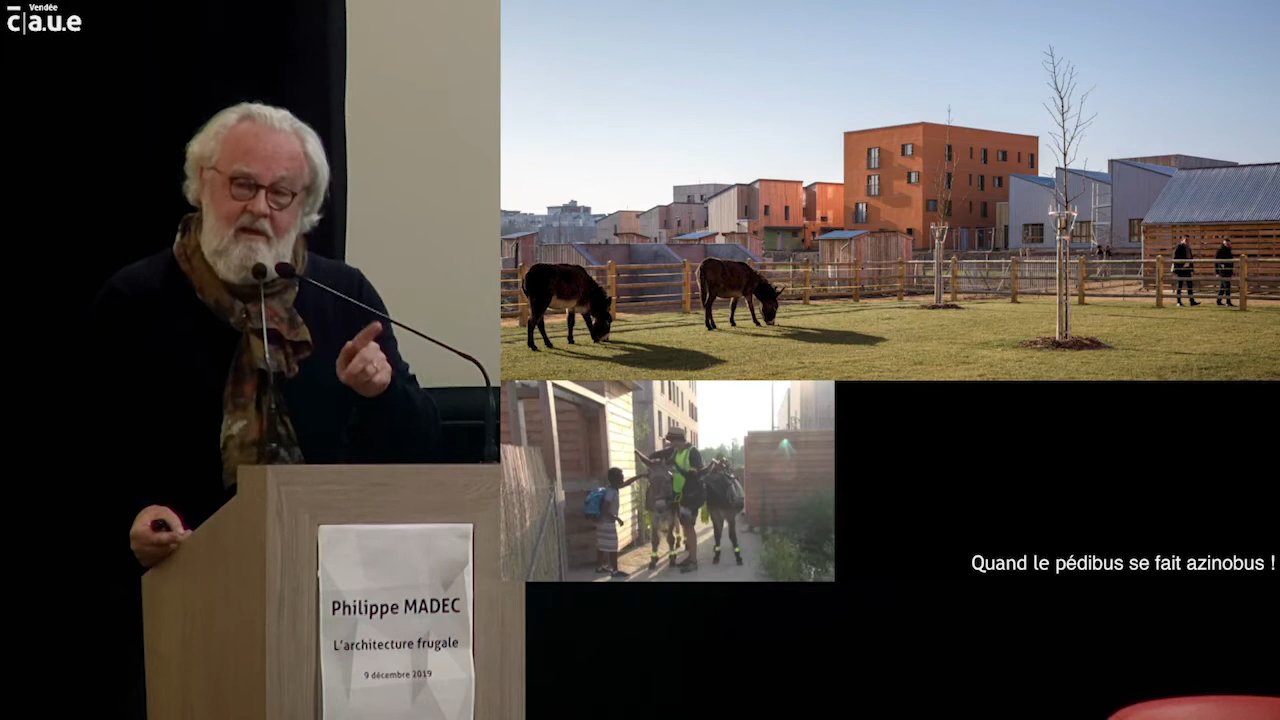 Vendée
c|a.u.e
Quand le pédibus se fait azinobus !
Philippe MADEC
L'architecture frugale
9 décembre 2019